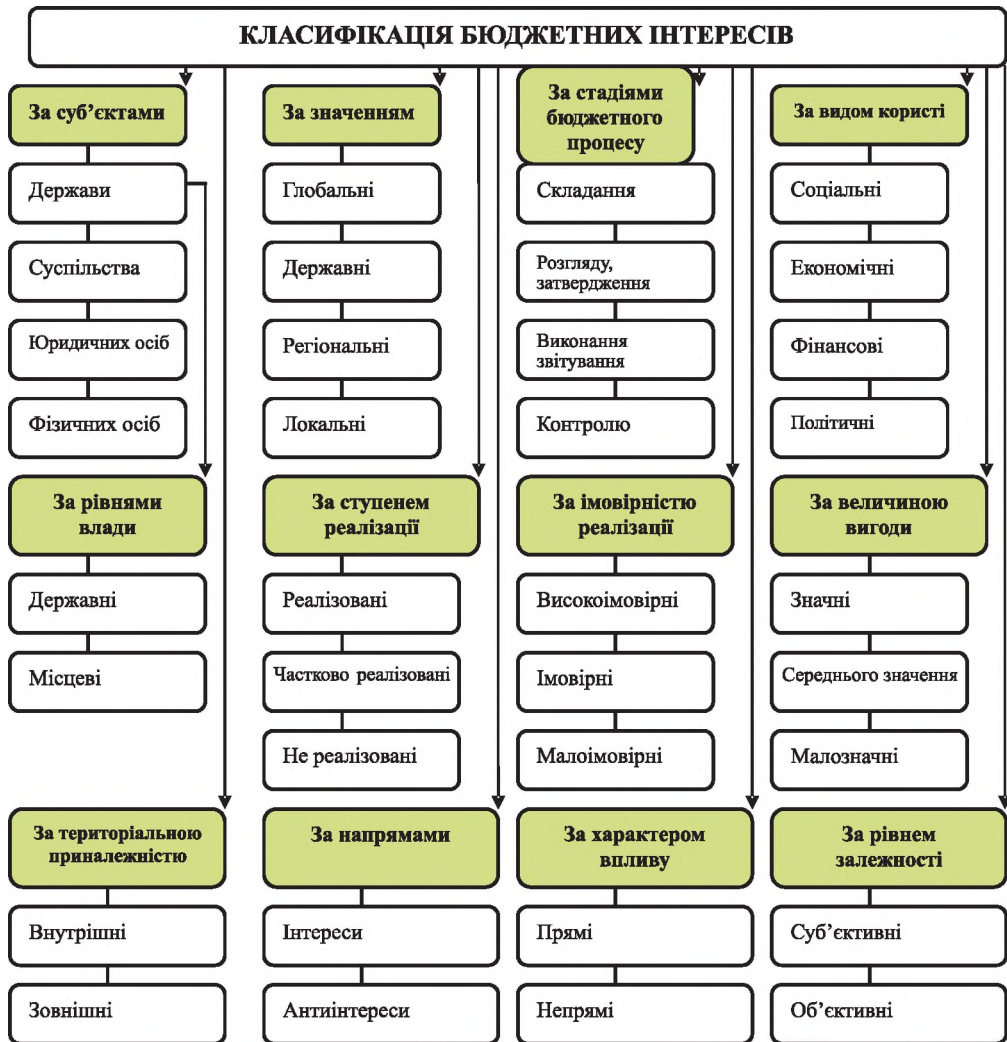 КЛАСИФІКАЦІЯ БЮДЖЕТНИХ ІНТЕРЕСІВ
За суб’єктами
Держави
Суспільства
Юридичних осіб
Фізичних осіб
За значенням
Глобальні
Державні
Регіональні
Локальні
За стадіями
бюджетного
процесу
Складання
Розгляду,
затвердження
Виконання
звітування
Контролю
За видом користі
Соціальні
Економічні
Фінансові
Політичні
За рівнями
влади
Державні
Місцеві
За ступенем
реалізації
Реалізовані
Частково реалізовані
Не реалізовані
За імовірністю
реалізації
Високоімовірні
Імовірні
Малоімовірні
За величиною
вигоди
Значні
Середнього значення
Малозначні
За територіальною
приналежністю
Внутрішні
Зовнішні
За напрямами
Інтереси
Антиінтереси
За характером
впливу
Прямі
Непрямі
За рівнем
залежності
Суб’єктивні
Об’єктивні